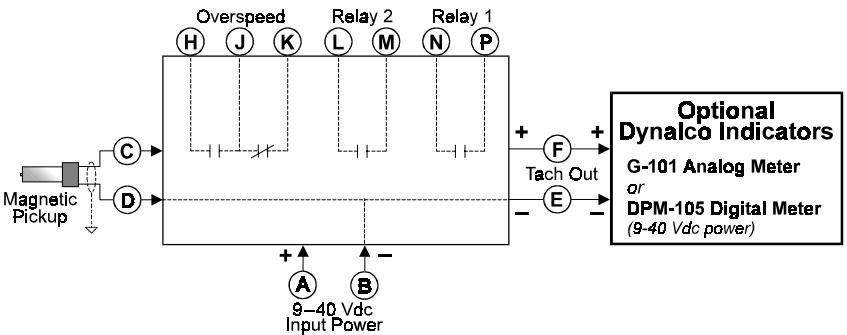 Overspeed Relay 2 Relay 1
H J K L M N P
C
D
Magnetic
Pickup
+ F +
Tach Out
– E –
Optional
Dynalco Indicators
G-101 Analog Meter
or
DPM-105 Digital Meter
(9-40 Vdc power)
+ –
A B
9–40 Vdc
Input Power